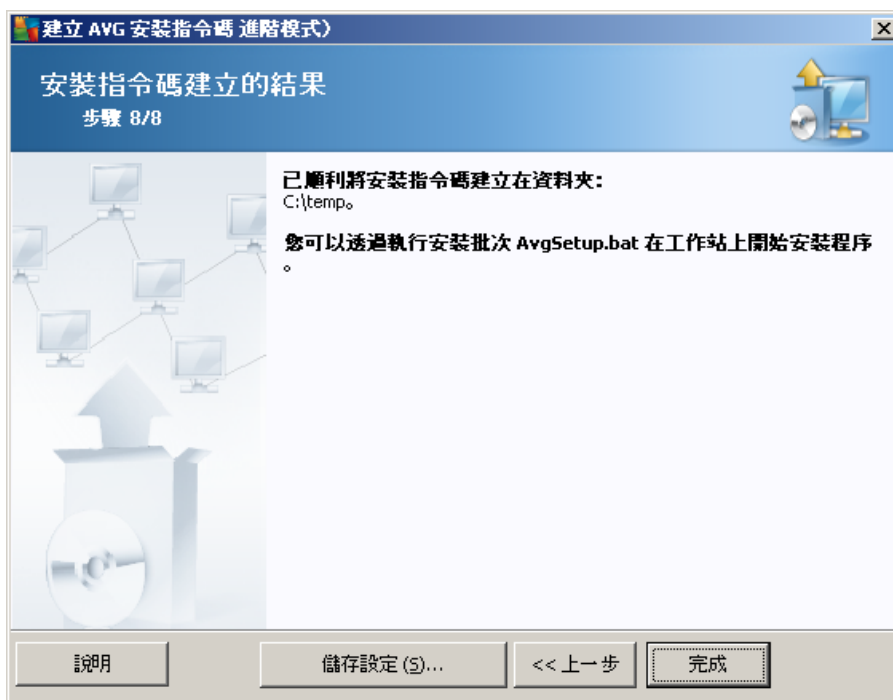 建立 AVG 安裝指令碼 進階模式）
安裝指令碼建立的結果
步驟 8/8
已順利將安裝指令碼建立在資料夾：
C:\temp。
您可以透過執行安裝批次 AvgSetup.bat 在工作站上開始安裝程序
。
說明
儲存設定 (S)...
<< 上一步
完成